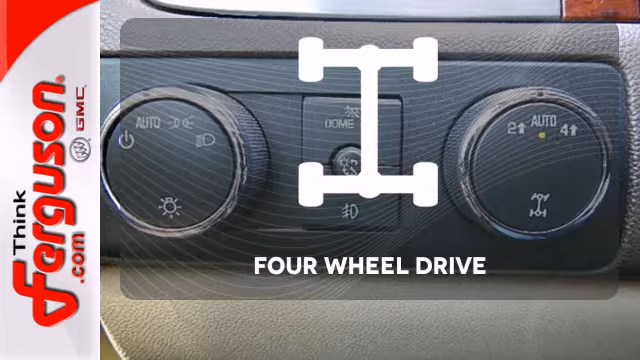 Think
Ferguson
.com
GMC
AUTO
DOME
2 AUTO 4
FOUR WHEEL DRIVE